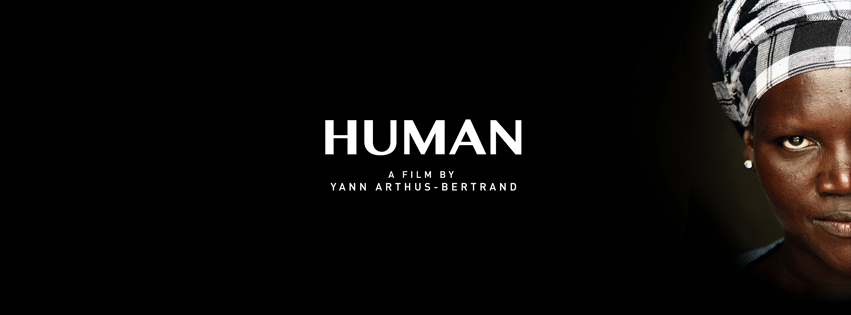 HUMAN
A FILM BY
YANN ARTHUS-BERTRAND